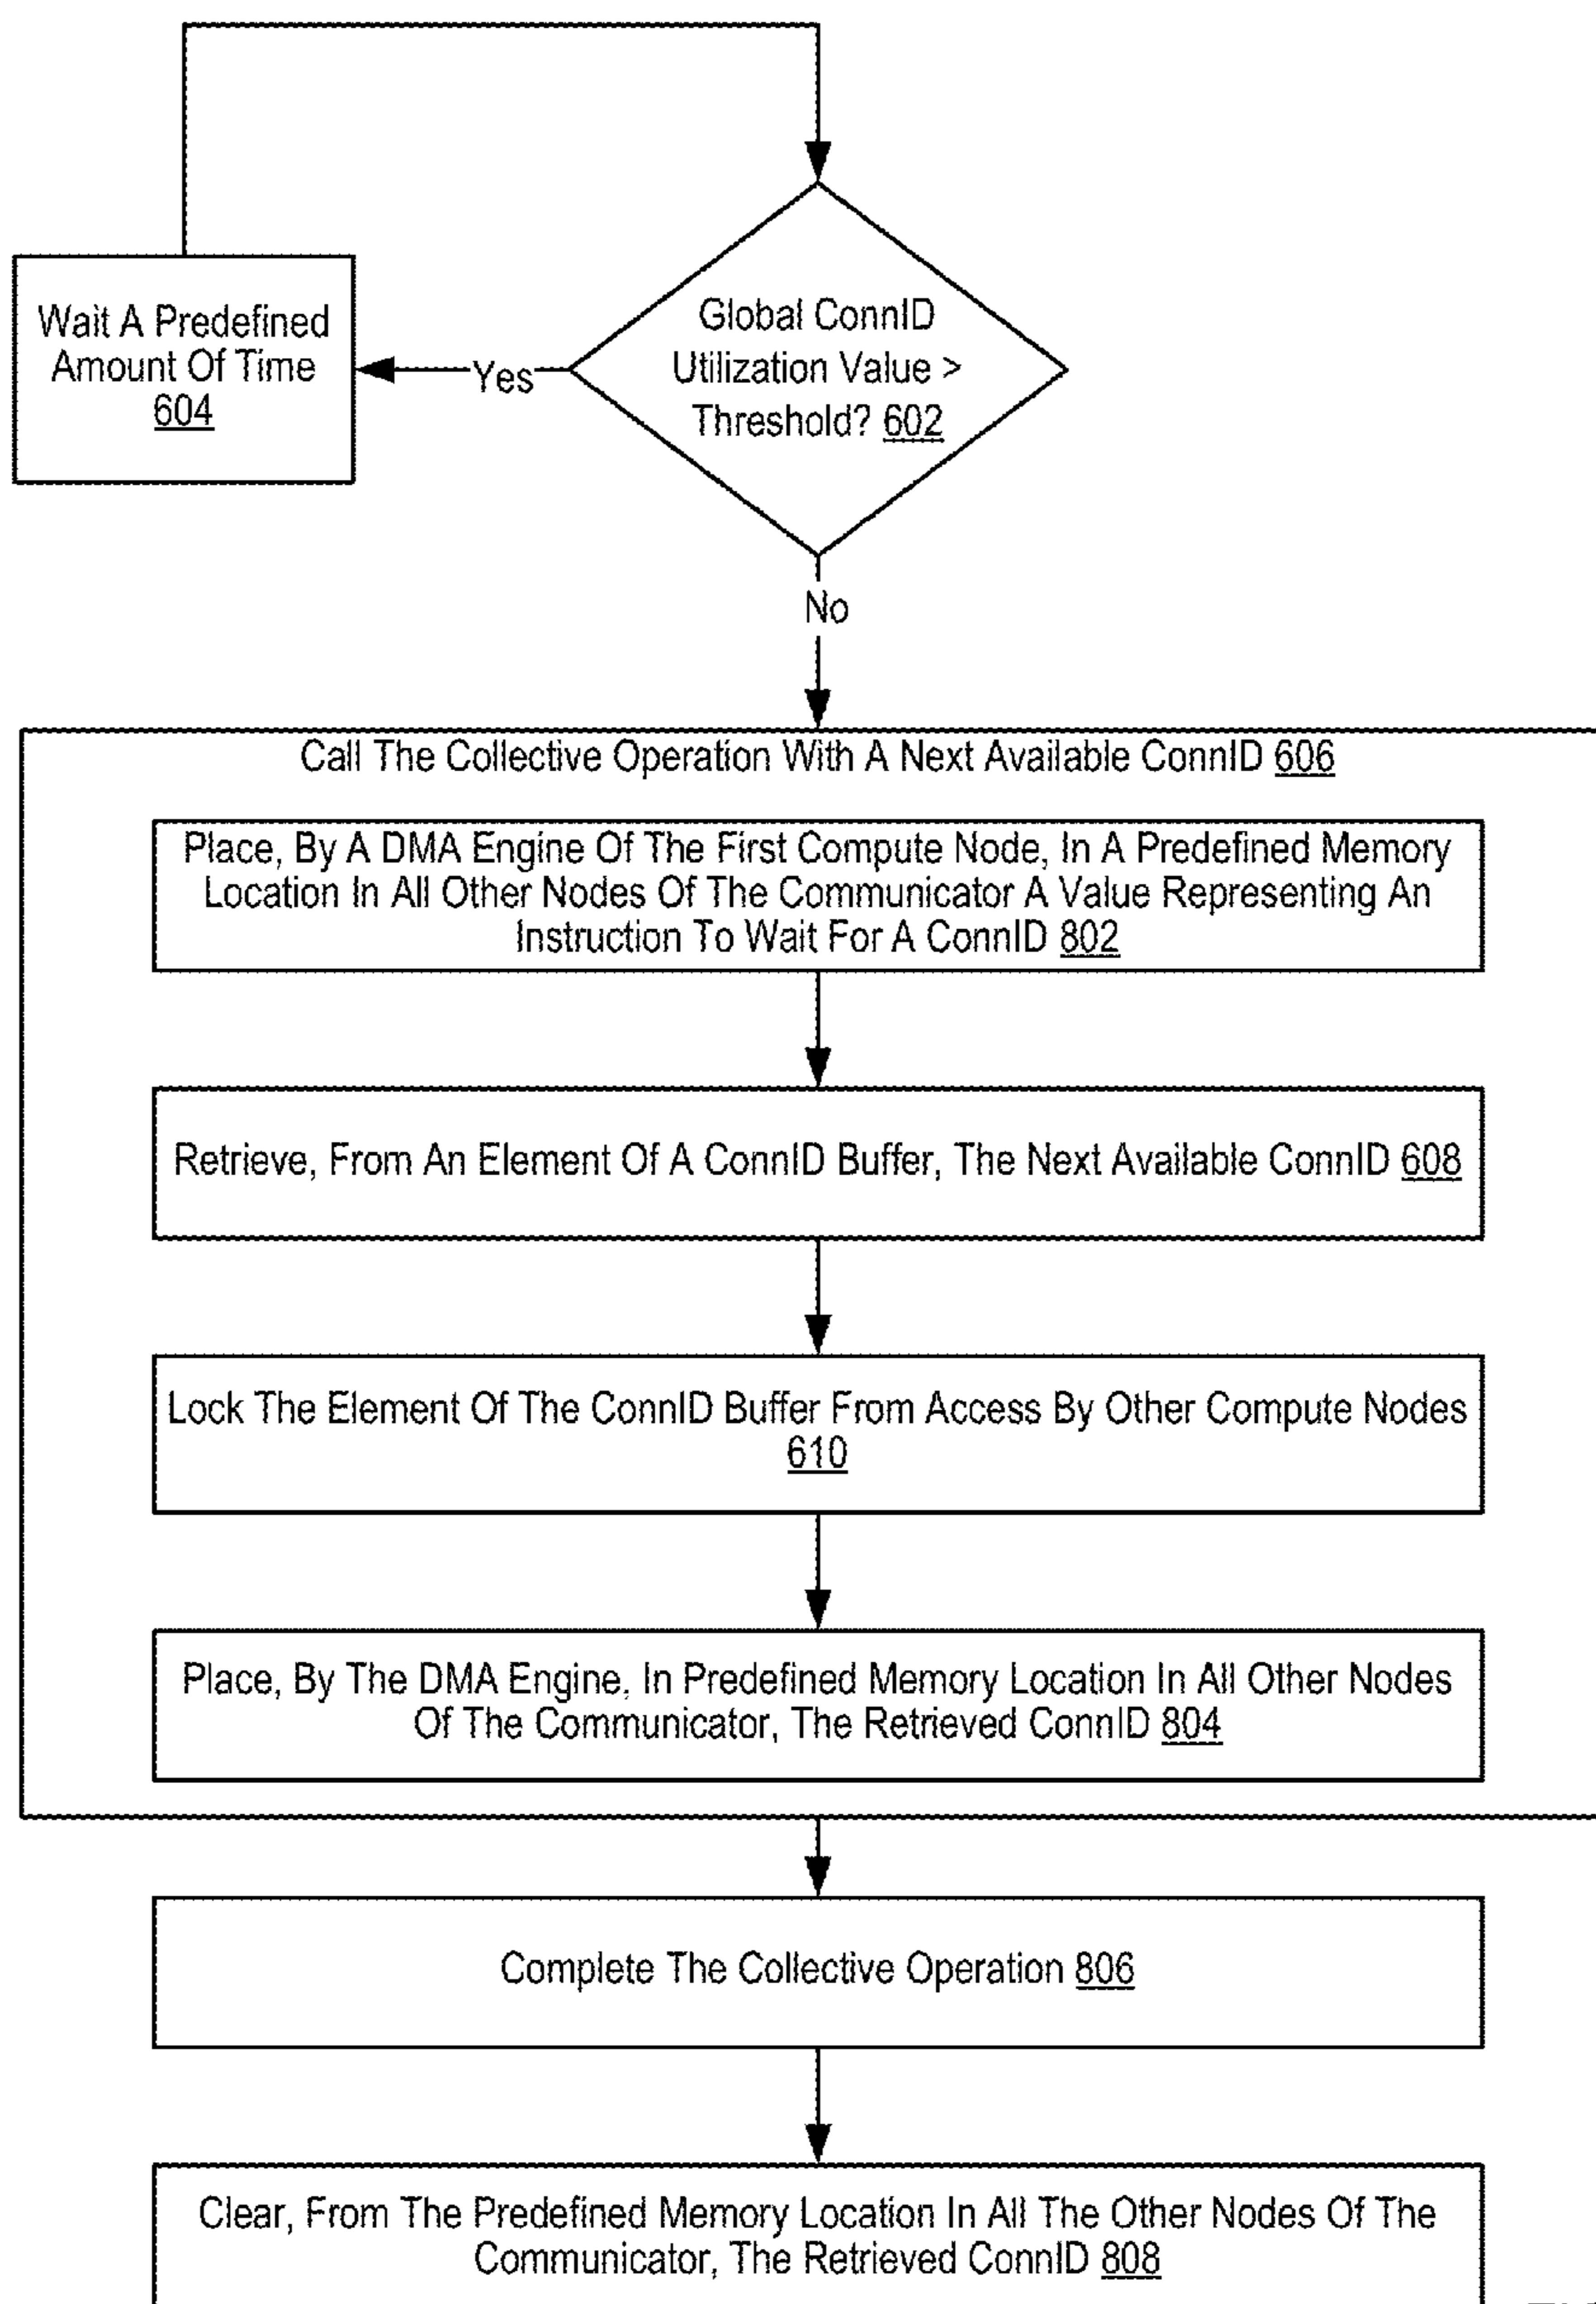 Global ConnID
Utilization Value >
Threshold? 602
Wait A Predefined
Amount Of Time
604
Yes
No
Call The Collective Operation With A Next Available ConnID 606
Place, By A DMA Engine Of The First Compute Node, In A Predefined Memory
Location In All Other Nodes Of The Communicator A Value Representing An
Instruction To Wait For A ConnID 802
Retrieve, From An Element Of A ConnID Buffer, The Next Available ConnID 608
Lock The Element Of The ConnID Buffer From Access By Other Compute Nodes
610
Place, By The DMA Engine, In Predefined Memory Location In All Other Nodes
Of The Communicator, The Retrieved ConnID 804
Complete The Collective Operation 806
Clear, From The Predefined Memory Location In All The Other Nodes Of The
Communicator, The Retrieved ConnID 808